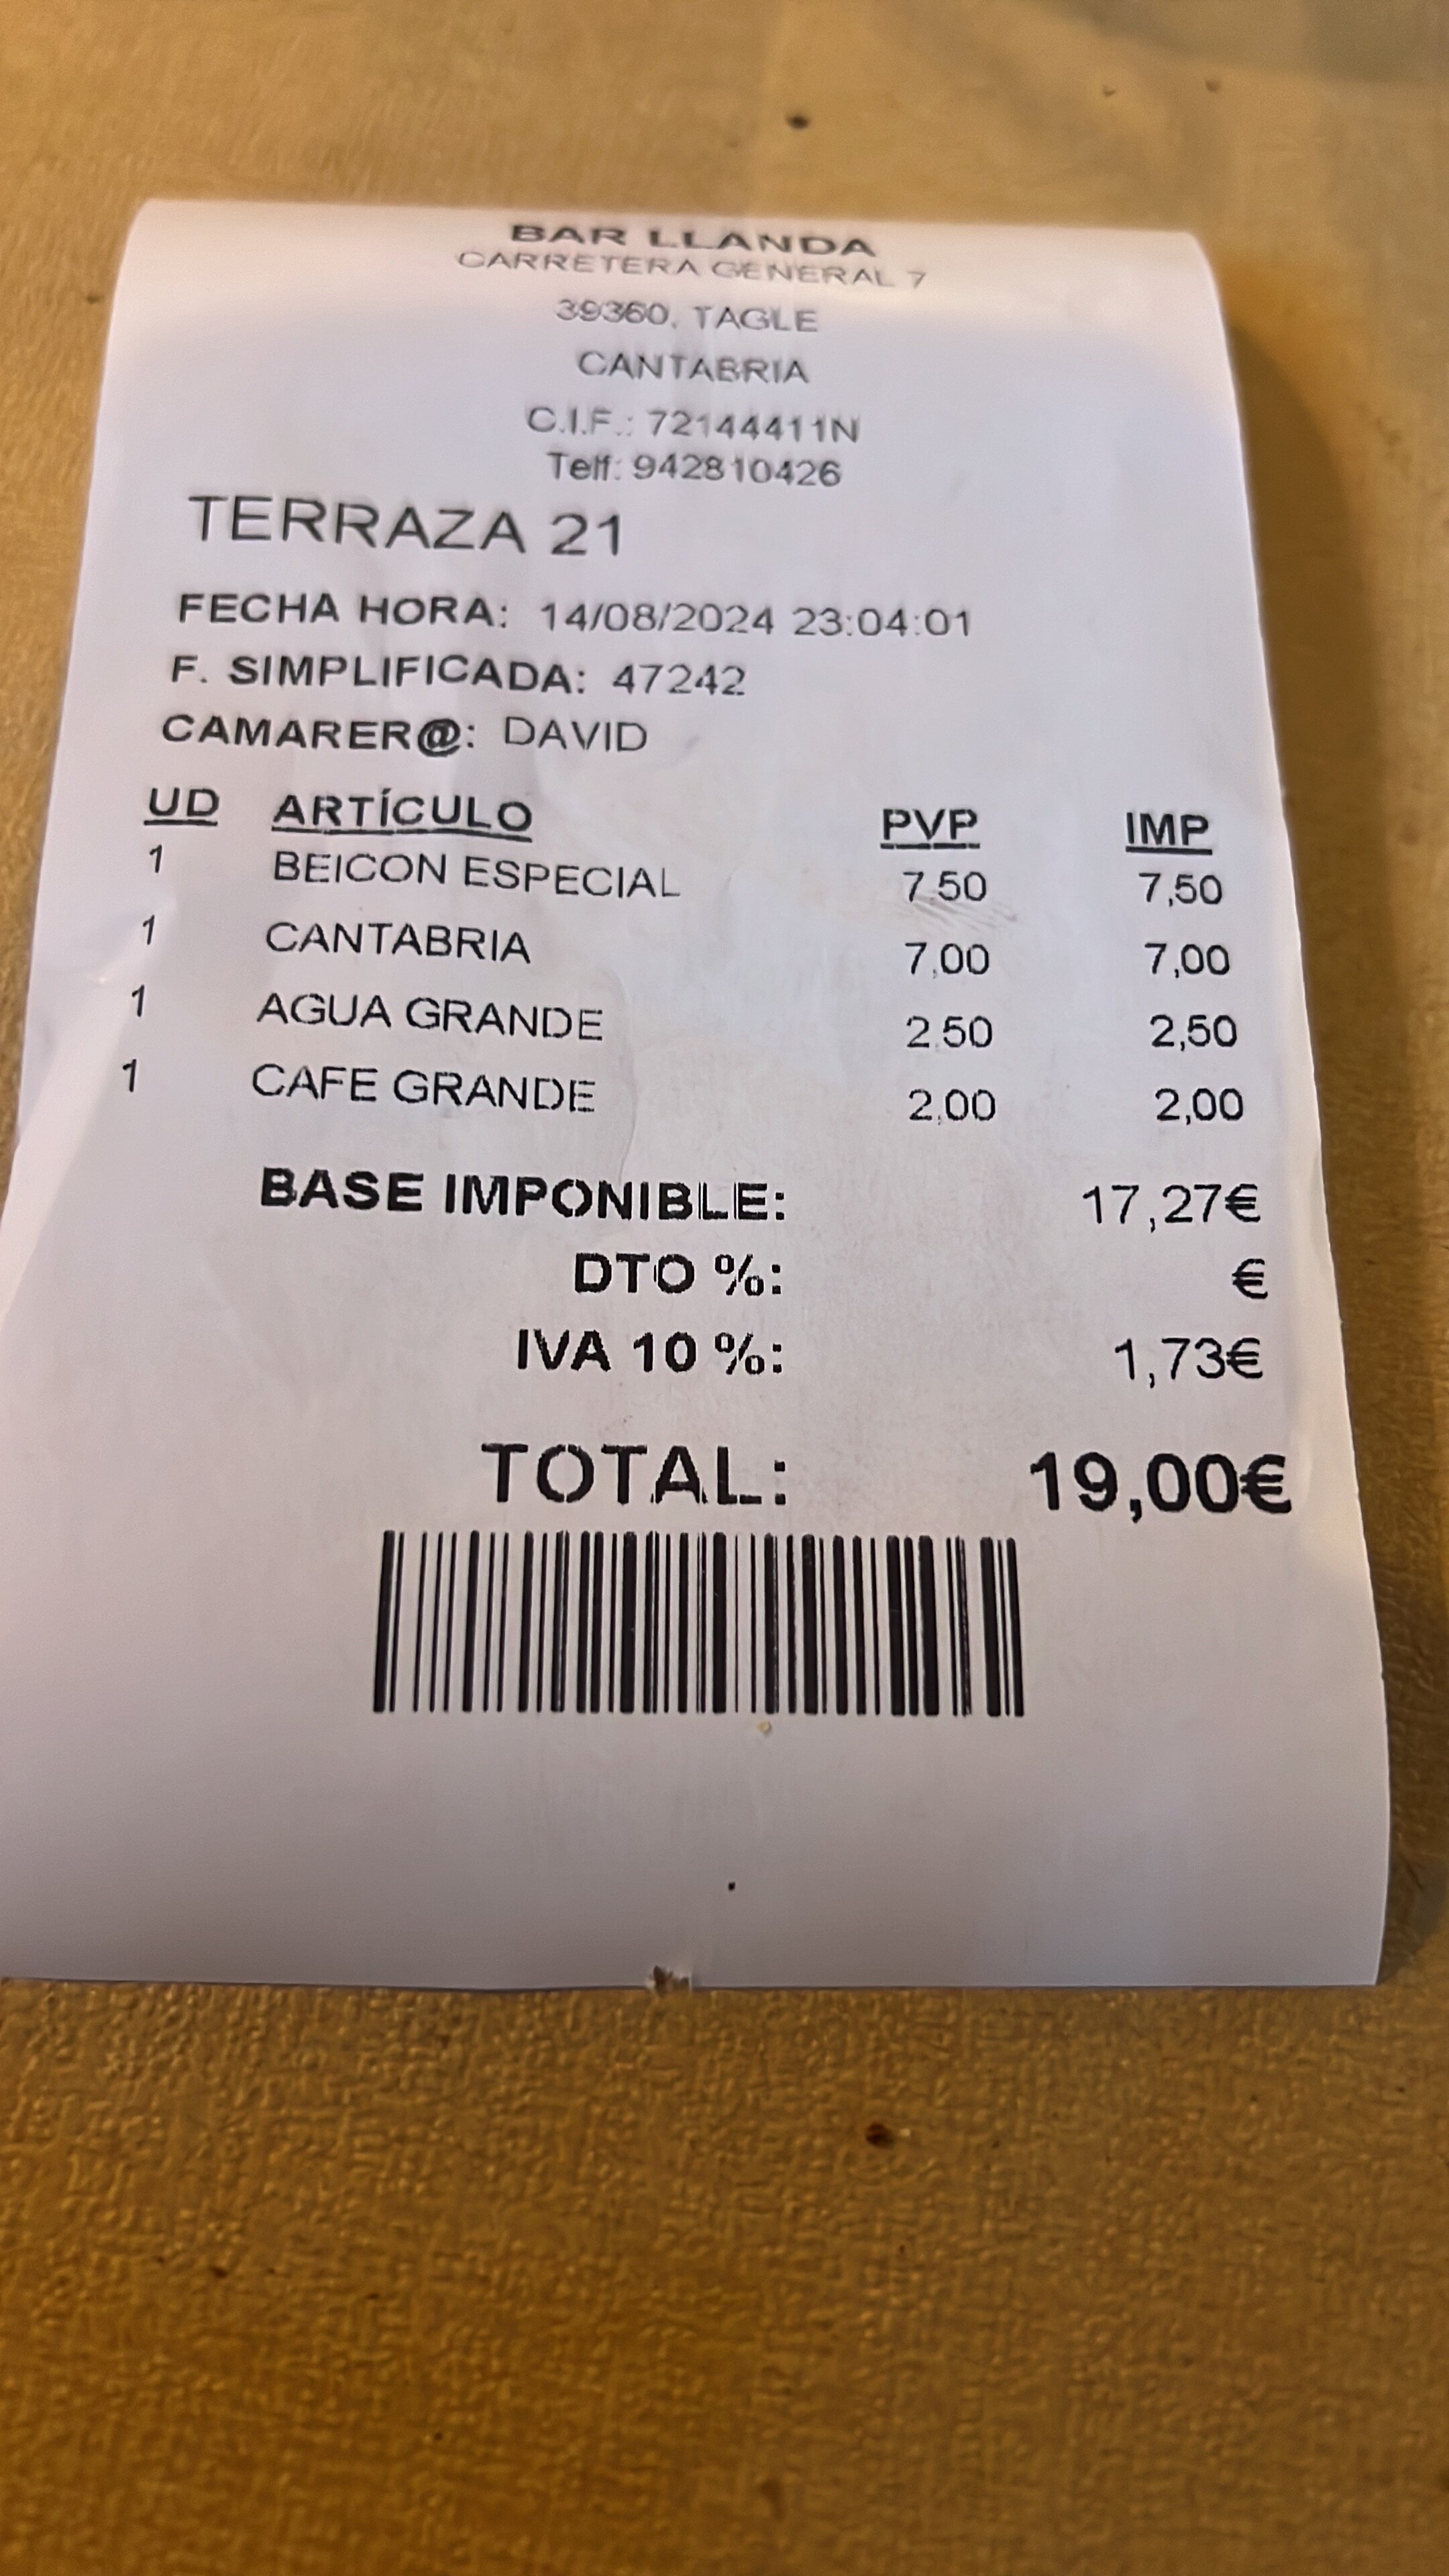 BAR LLANDA
CARRETERA GENERAL 7
39360, TAGLE
CANTABRIA
C.I.F.: 72144411N
Telf: 942810426
TERRAZA 21
FECHA HORA: 14/08/2024 23:04:01
F. SIMPLIFICADA: 47242
CAMARER@: DAVID
UD ARTÍCULO PVP IMP
1 BEICON ESPECIAL 7.50 7,50
1 CANTABRIA 7,00 7,00
1 AGUA GRANDE 2.50 2,50
1 CAFE GRANDE 2,00 2,00
BASE IMPONIBLE: 17,27€
DTO %: €
IVA 10 %: 1,73€
TOTAL: 19,00€